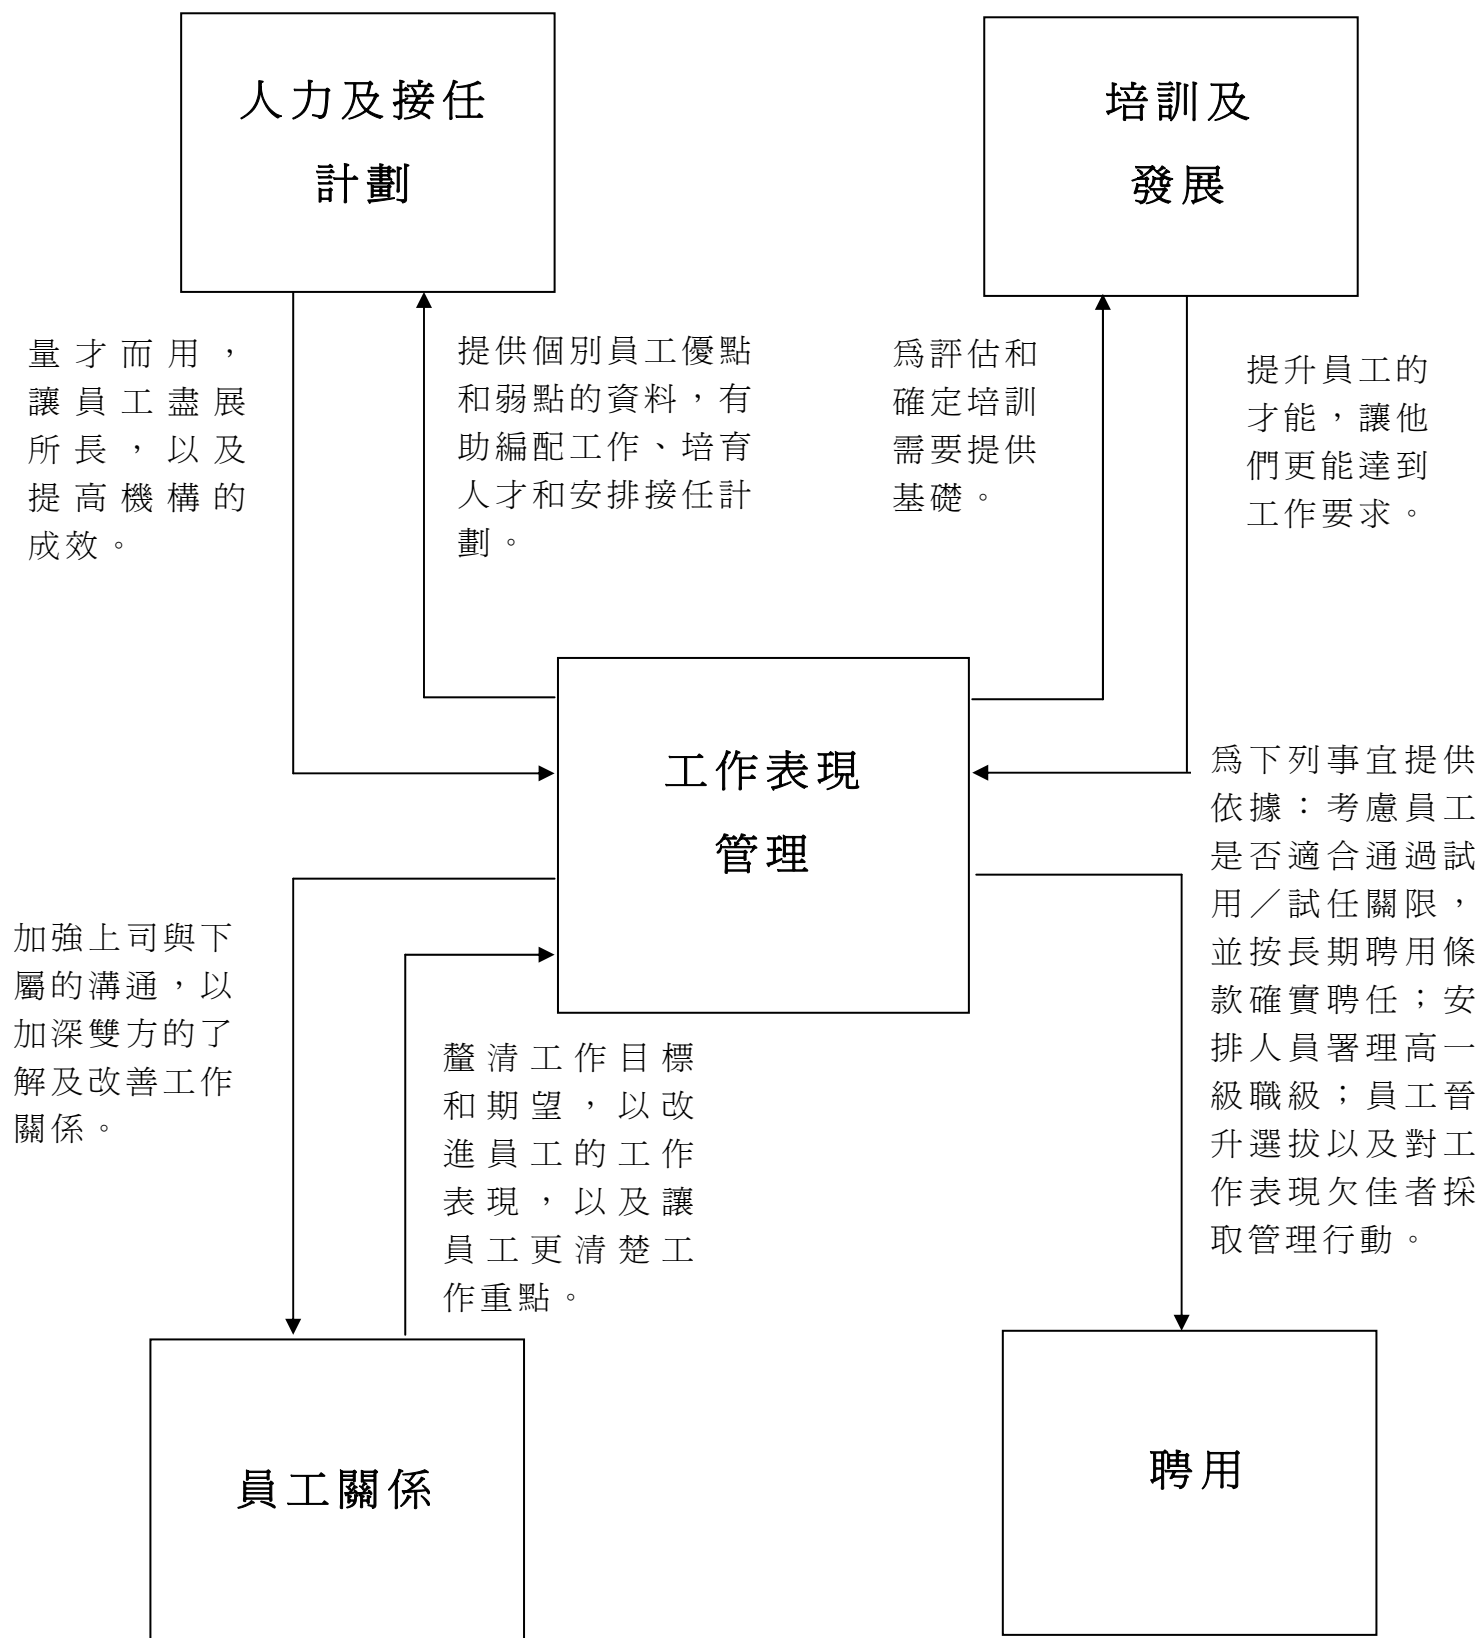 人力及接任
計劃
培訓及
發展
量才而用，
讓員工盡展
所長，以及
提高機構的
成效。
提供個別員工優點
和弱點的資料，有
助編配工作、培育
人才和安排接任計
劃。
爲評估和
確定培訓
需要提供
基礎。
提升員工的
才能，讓他
們更能達到
工作要求。
工作表現
管理
爲下列事宜提供
依據：考慮員工
是否適合通過試
用／試任關限，
並按長期聘用條
款確實聘任；安
排人員署理高一
級職級；員工晉
升選拔以及對工
作表現欠佳者採
取管理行動。
加強上司與下
屬的溝通，以
加深雙方的了
解及改善工作
關係。
釐清工作目標
和期望，以改
進員工的工作
表現，以及讓
員工更清楚工
作重點。
員工關係
聘用